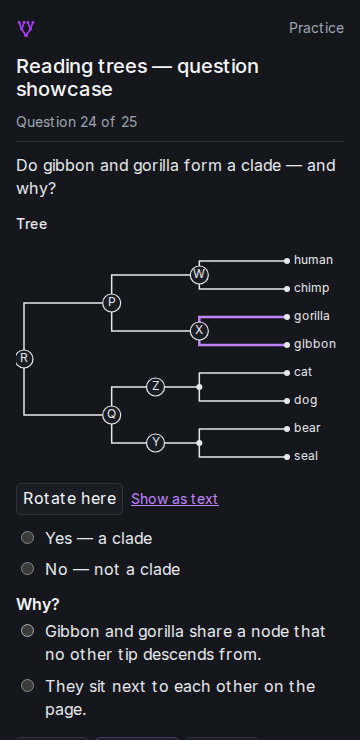 Practice
Reading trees — question
showcase
Question 24 of 25
Do gibbon and gorilla form a clade — and
why?
Tree
human
W
chimp
P
gorilla
X
gibbon
R
cat
Z
dog
Q
bear
Y
seal
Rotate here Show as text
Yes — a clade
No — not a clade
Why?
Gibbon and gorilla share a node that
no other tip descends from.
They sit next to each other on the
page.